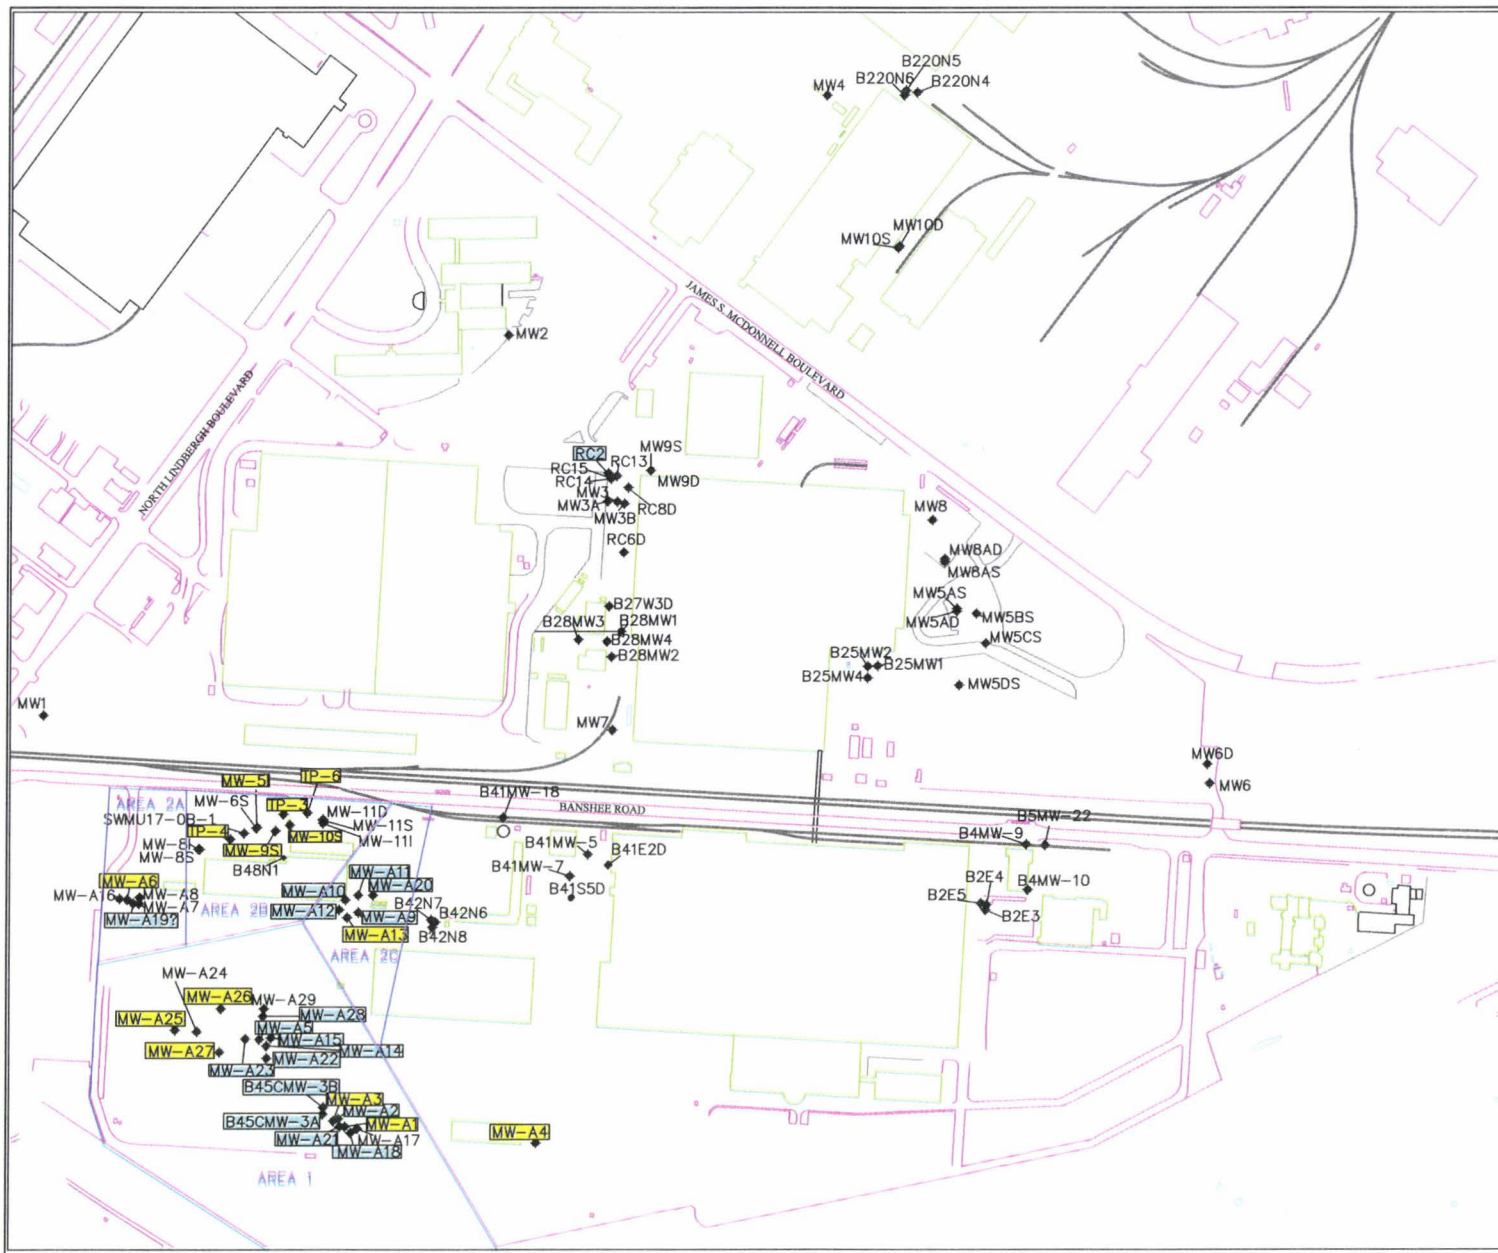 B220N5
B220N6
B220N4
MW4
MW10D
MW10S
JAMES S. MCDONNELL BOULEVARD
MW2
NORTH LINDBERGH BOULEVARD
RC2
MW9S
RC15
RC13
RC14
MW9D
MW3
MW3A
RC8D
MW3B
MW8
RC6D
MW8AD
MW8AS
MW5AS
B27W3D
MW5BS
B28MW3
B28MW1
MW5AD
B28MW4
MW5CS
B28MW2
B25MW2
B25MW1
B25MW4
MW5DS
MW1
MW7
MW6D
MW6
MW-5I
TP-6
AREA 2A
MW-6S
TP-3
B41MW-18
BANSHEE ROAD
MW-11D
SWMU17-0B-1
MW-11S
B5MW-22
TP-4
MW-10S
MW-11I
B4MW-9
MW-8I
MW-9S
B41MW-5
MW-8S
B48N1
B41MW-7
B41E2D
MW-A11
MW-A6
MW-A10
MW-A20
B41S5D
B2E4
B4MW-10
MW-A16
MW-A8
B42N7
B2E5
MW-A7
AREA 2B
MW-A12
MW-A9
B42N6
B2E3
MW-A19?
MW-A13
B42N8
AREA 2C
MW-A24
MW-A26
MW-A29
MW-A25
MW-A28
MW-A5
MW-A15
MW-A27
MW-A14
MW-A22
MW-A23
B45CMW-3B
MW-A3
MW-A2
B45CMW-3A
MW-A1
MW-A4
MW-A21
MW-A17
MW-A18
AREA 1